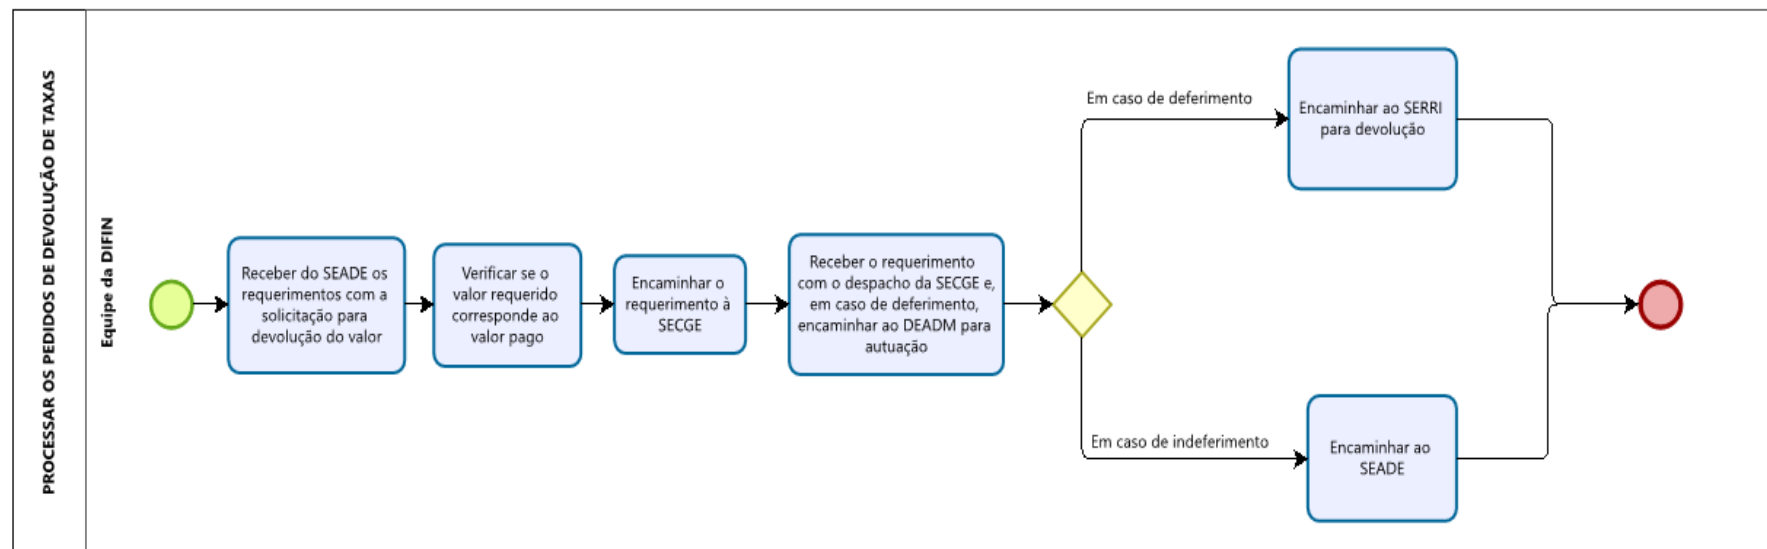 PROCESSAR OS PEDIDOS DE DEVOLUÇÃO DE TAXAS
Equipe da DIFIN
Receber do SEADE os
requerimentos com a
solicitação para
devolução do valor
Verificar se o
valor requerido
corresponde ao
valor pago
Encaminhar o
requerimento à
SECGE
Receber o requerimento
com o despacho da SECGE e,
em caso de deferimento,
encaminhar ao DEADM para
autuação
Em caso de deferimento
Encaminhar ao SERRI
para devolução
Em caso de indeferimento
Encaminhar ao
SEADE